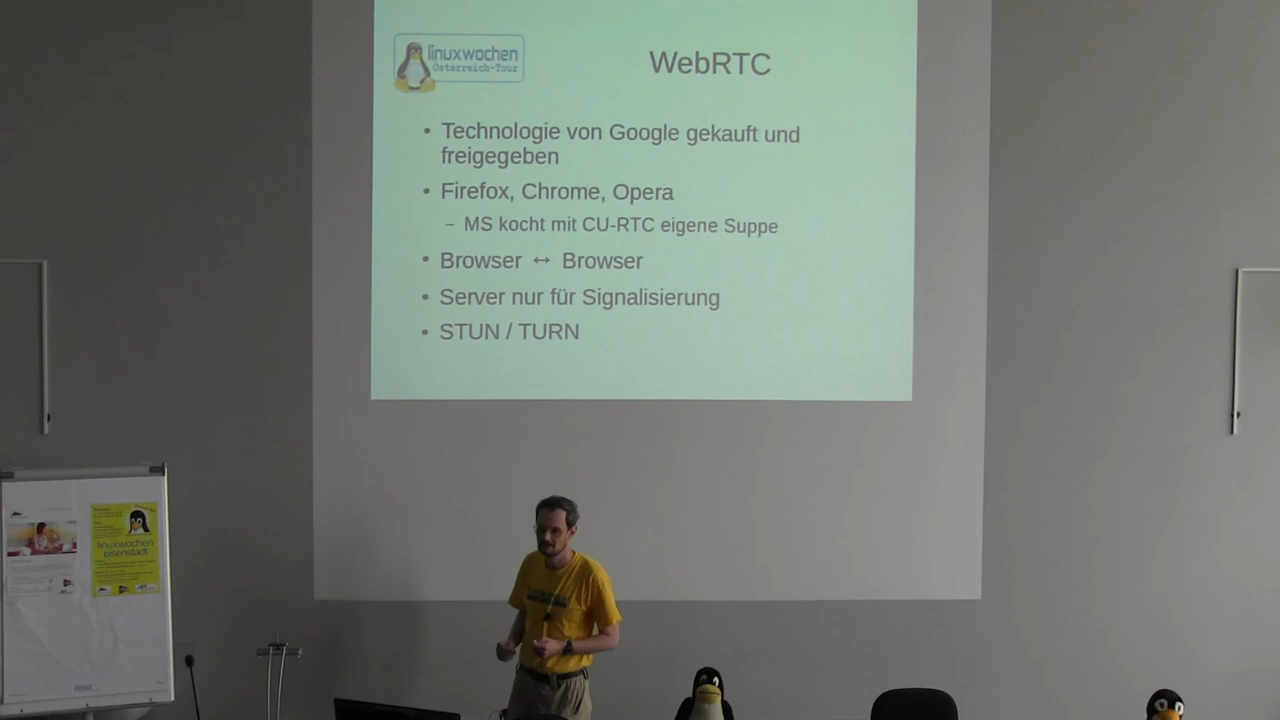 linuxwochen
Österreich-Tour
WebRTC
• Technologie von Google gekauft und
freigegeben
• Firefox, Chrome, Opera
– MS kocht mit CU-RTC eigene Suppe
• Browser ↔ Browser
• Server nur für Signalisierung
• STUN / TURN
linuxwochen
eisenstadt